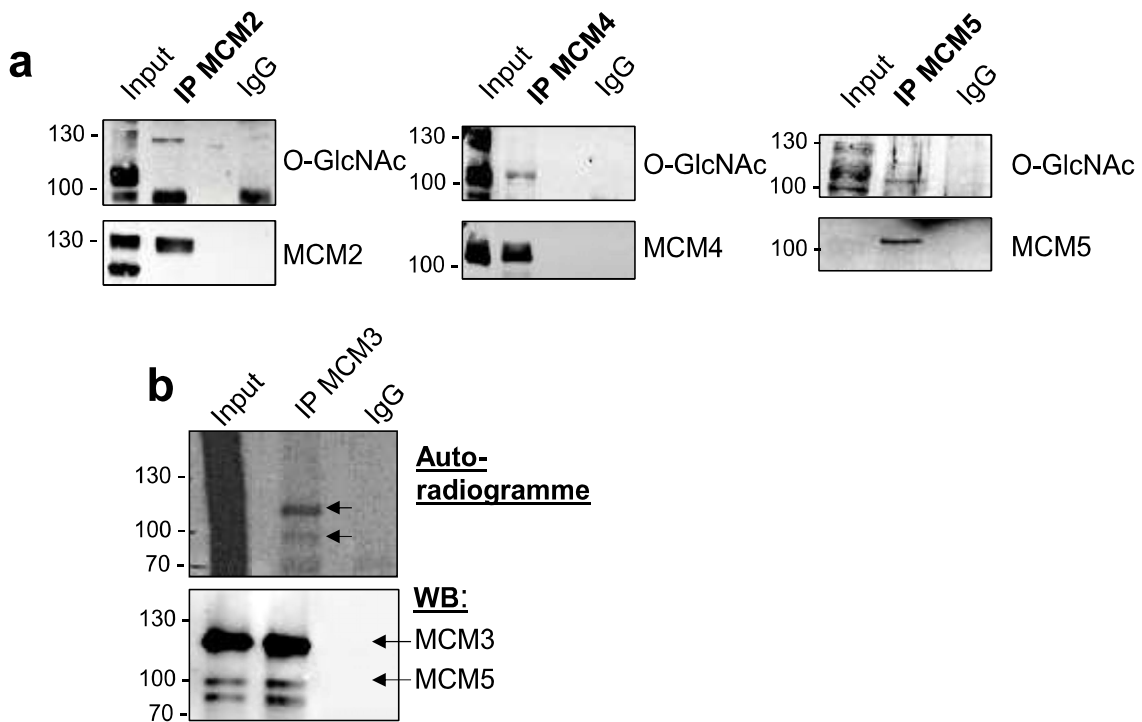 a
Input
IP MCM2
IgG
130
100
O-GlcNAc
130
MCM2
Input
IP MCM4
IgG
130
100
O-GlcNAc
100
MCM4
Input
IP MCM5
IgG
130
100
O-GlcNAc
100
MCM5
b
Input
IP MCM3
IgG
130
100
70
Auto-
radiogramme
WB:
130
MCM3
100
MCM5
70